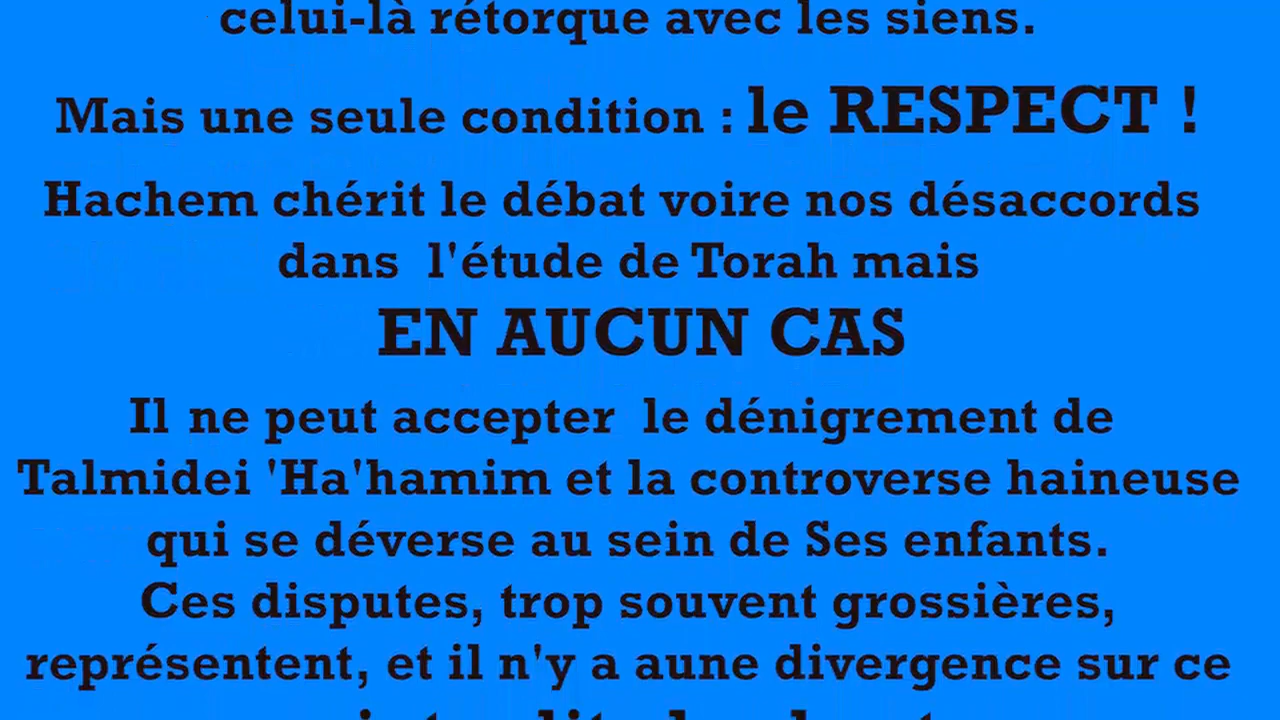 celui-là rétorque avec les siens.
Mais une seule condition : le RESPECT !
Hachem chérit le débat voire nos désaccords
dans l'étude de Torah mais
EN AUCUN CAS
Il ne peut accepter le dénigrement de
Talmidei 'Ha'hamim et la controverse haineuse
qui se déverse au sein de Ses enfants.
Ces disputes, trop souvent grossières,
représentent, et il n'y a aune divergence sur ce